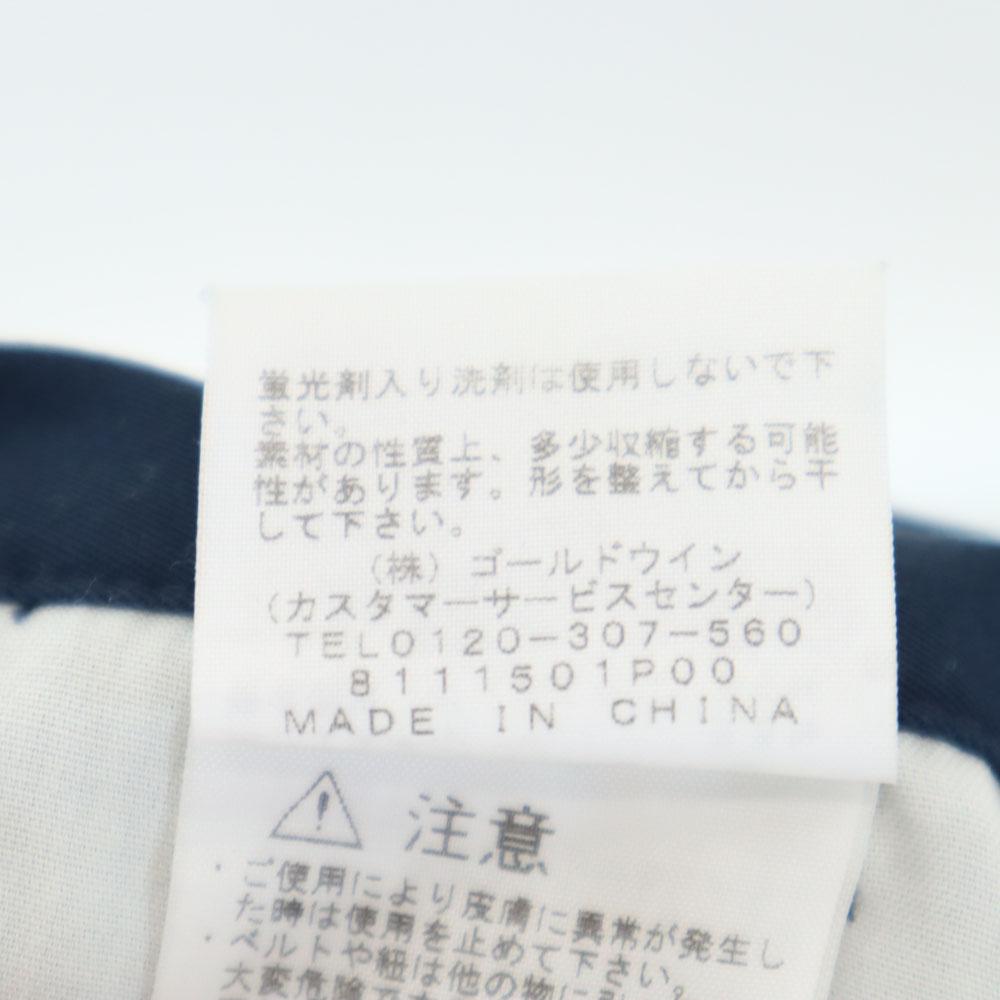 蛍光剤入り洗剤は使用しないで下
さい。
素材の性質上、多少収縮する可能
性があります。形を整えてから干
して下さい。
(株) ゴールドウイン
(カスタマーサービスセンター)
TEL0120-307-560
8111501P00
MADE IN CHINA
注意
・ご使用により皮膚に異常が発生し
た時は使用を止めて下さい。
・ベルトや紐は他の物に引
大変危険で